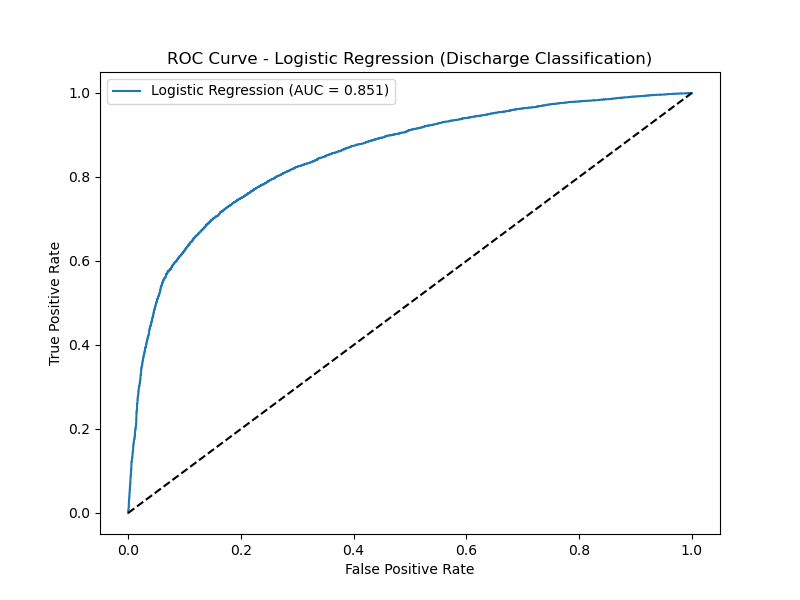 ROC Curve - Logistic Regression (Discharge Classification)
Logistic Regression (AUC = 0.851)
True Positive Rate
1.0
0.8
0.6
0.4
0.2
0.0
0.0 0.2 0.4 0.6 0.8 1.0
False Positive Rate